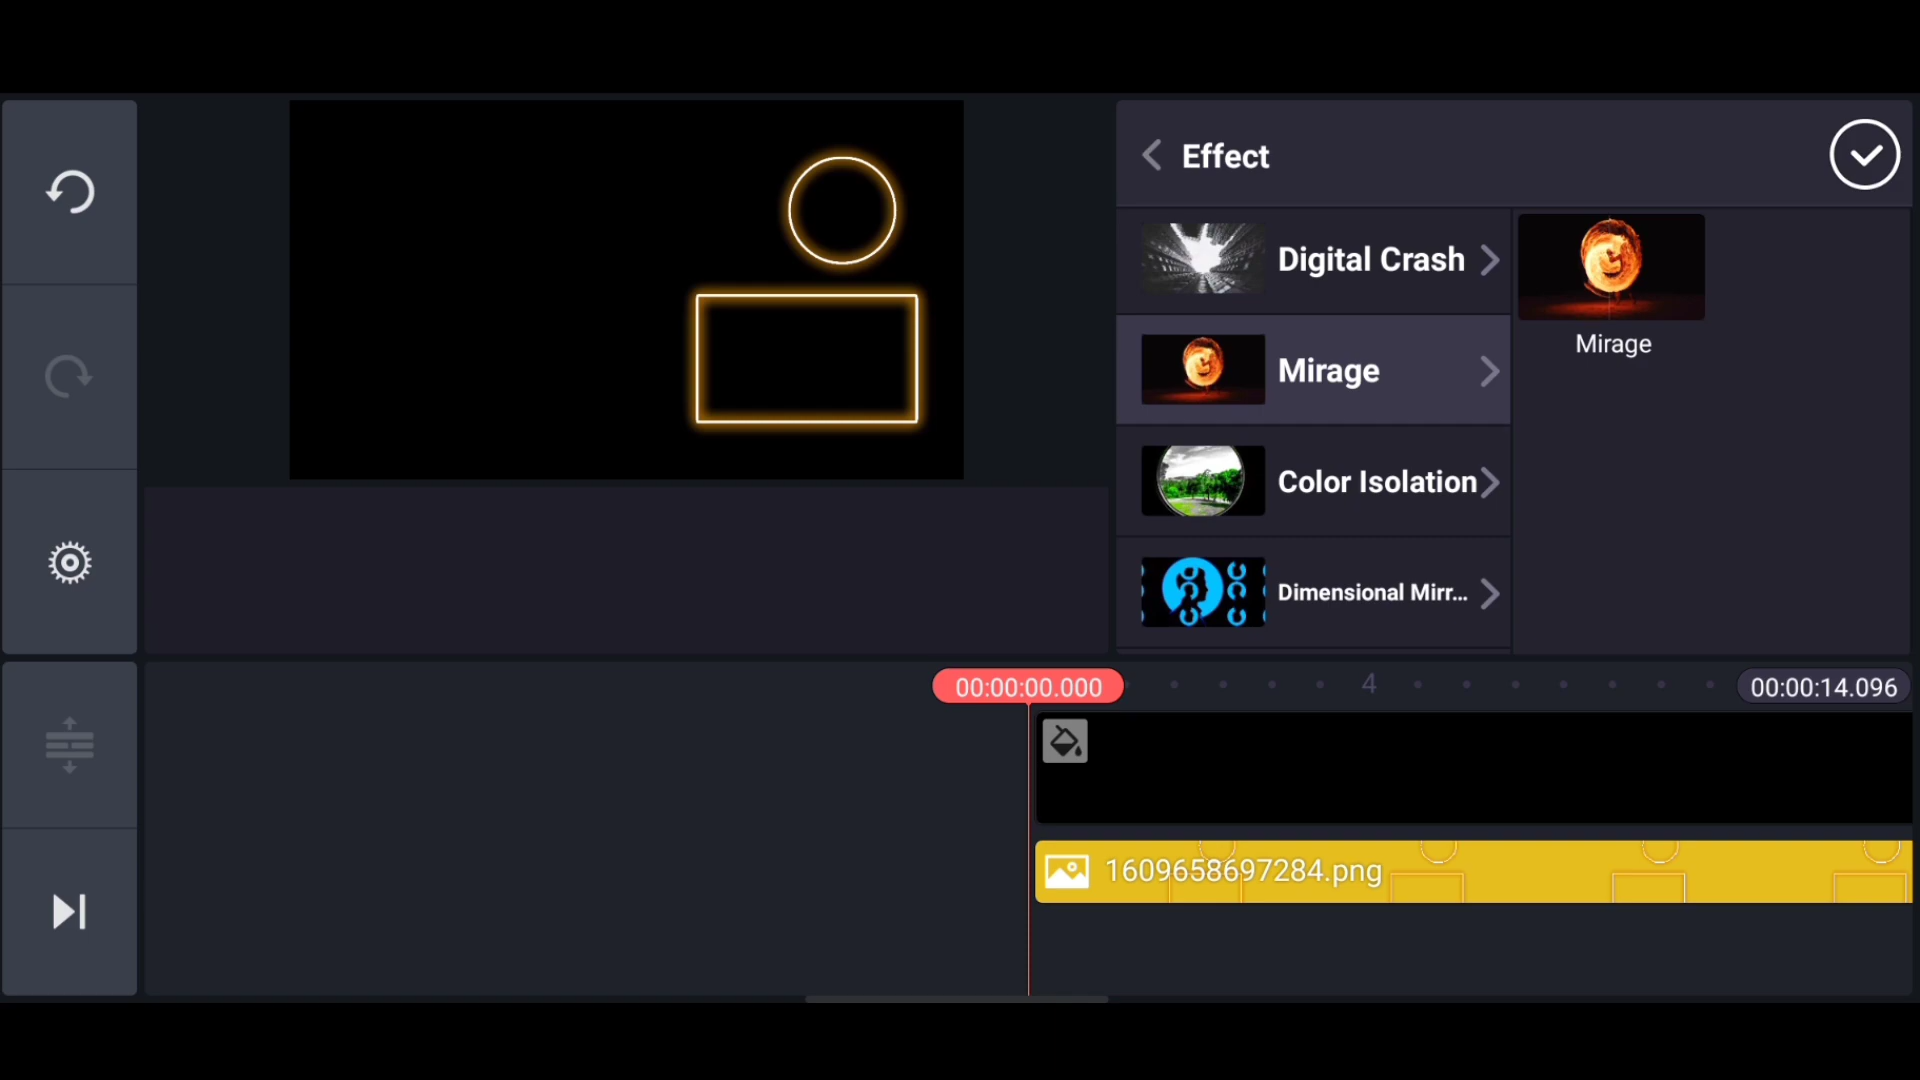 Effect
Digital Crash
Mirage
Mirage
Color Isolation
Dimensional Mirr...
00:00:00.000
4
00:00:14.096
1609658697284.png